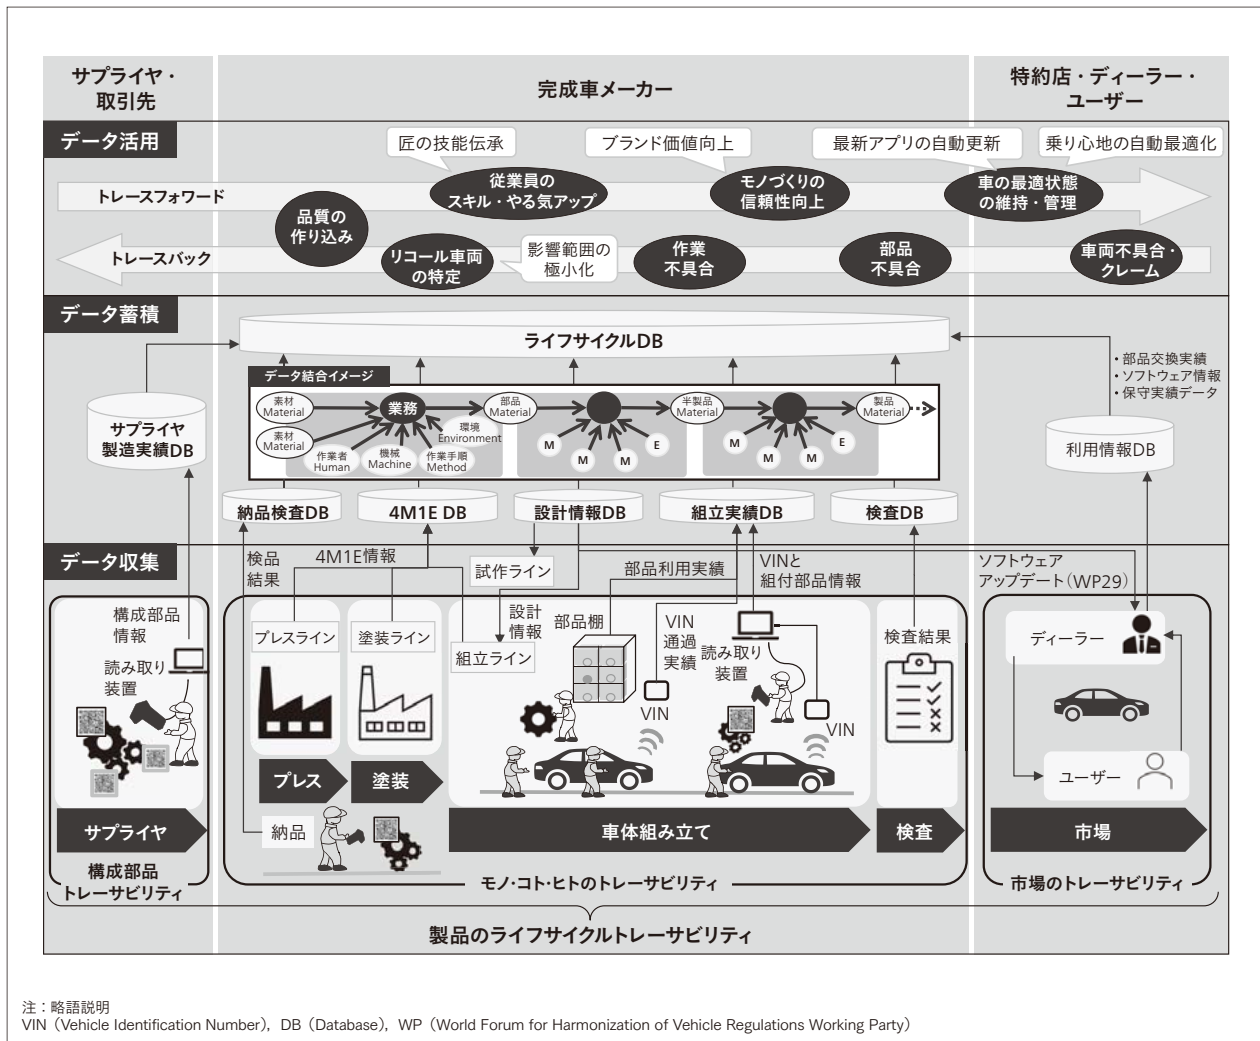 サプライヤ・
取引先
完成車メーカー
特約店・ディーラー・
ユーザー
データ活用
匠の技能伝承
ブランド価値向上
最新アプリの自動更新
乗り心地の自動最適化
トレースフォワード
従業員の
スキル・やる気アップ
モノづくりの
信頼性向上
車の最適状態
の維持・管理
品質の
作り込み
トレースバック
リコール車両
の特定
影響範囲の
極小化
作業
不具合
部品
不具合
車両不具合・
クレーム
データ蓄積
ライフサイクルDB
・部品交換実績
・ソフトウェア情報
・保守実績データ
データ結合イメージ
素材
Material
業務
部品
Material
半製品
Material
製品
Material
素材
Material
環境
Environment
作業者
Human
機械
Machine
作業手順
Method
M
M
M
E
M
M
M
E
サプライヤ
製造実績DB
利用情報DB
納品検査DB
4M1E DB
設計情報DB
組立実績DB
検査DB
データ収集
検品
結果
4M1E情報
試作ライン
部品利用実績
VINと
組付部品情報
ソフトウェア
アップデート（WP29）
構成部品
情報
読み取り
装置
プレスライン
塗装ライン
設計
情報
組立ライン
部品棚
VIN
通過
実績
読み取り
装置
VIN
VIN
検査結果
ディーラー
ユーザー
プレス
塗装
納品
サプライヤ
車体組み立て
検査
市場
構成部品
トレーサビリティ
モノ・コト・ヒトのトレーサビリティ
市場のトレーサビリティ
製品のライフサイクルトレーサビリティ
注：略語説明
VIN（Vehicle Identification Number），DB（Database），WP（World Forum for Harmonization of Vehicle Regulations Working Party）